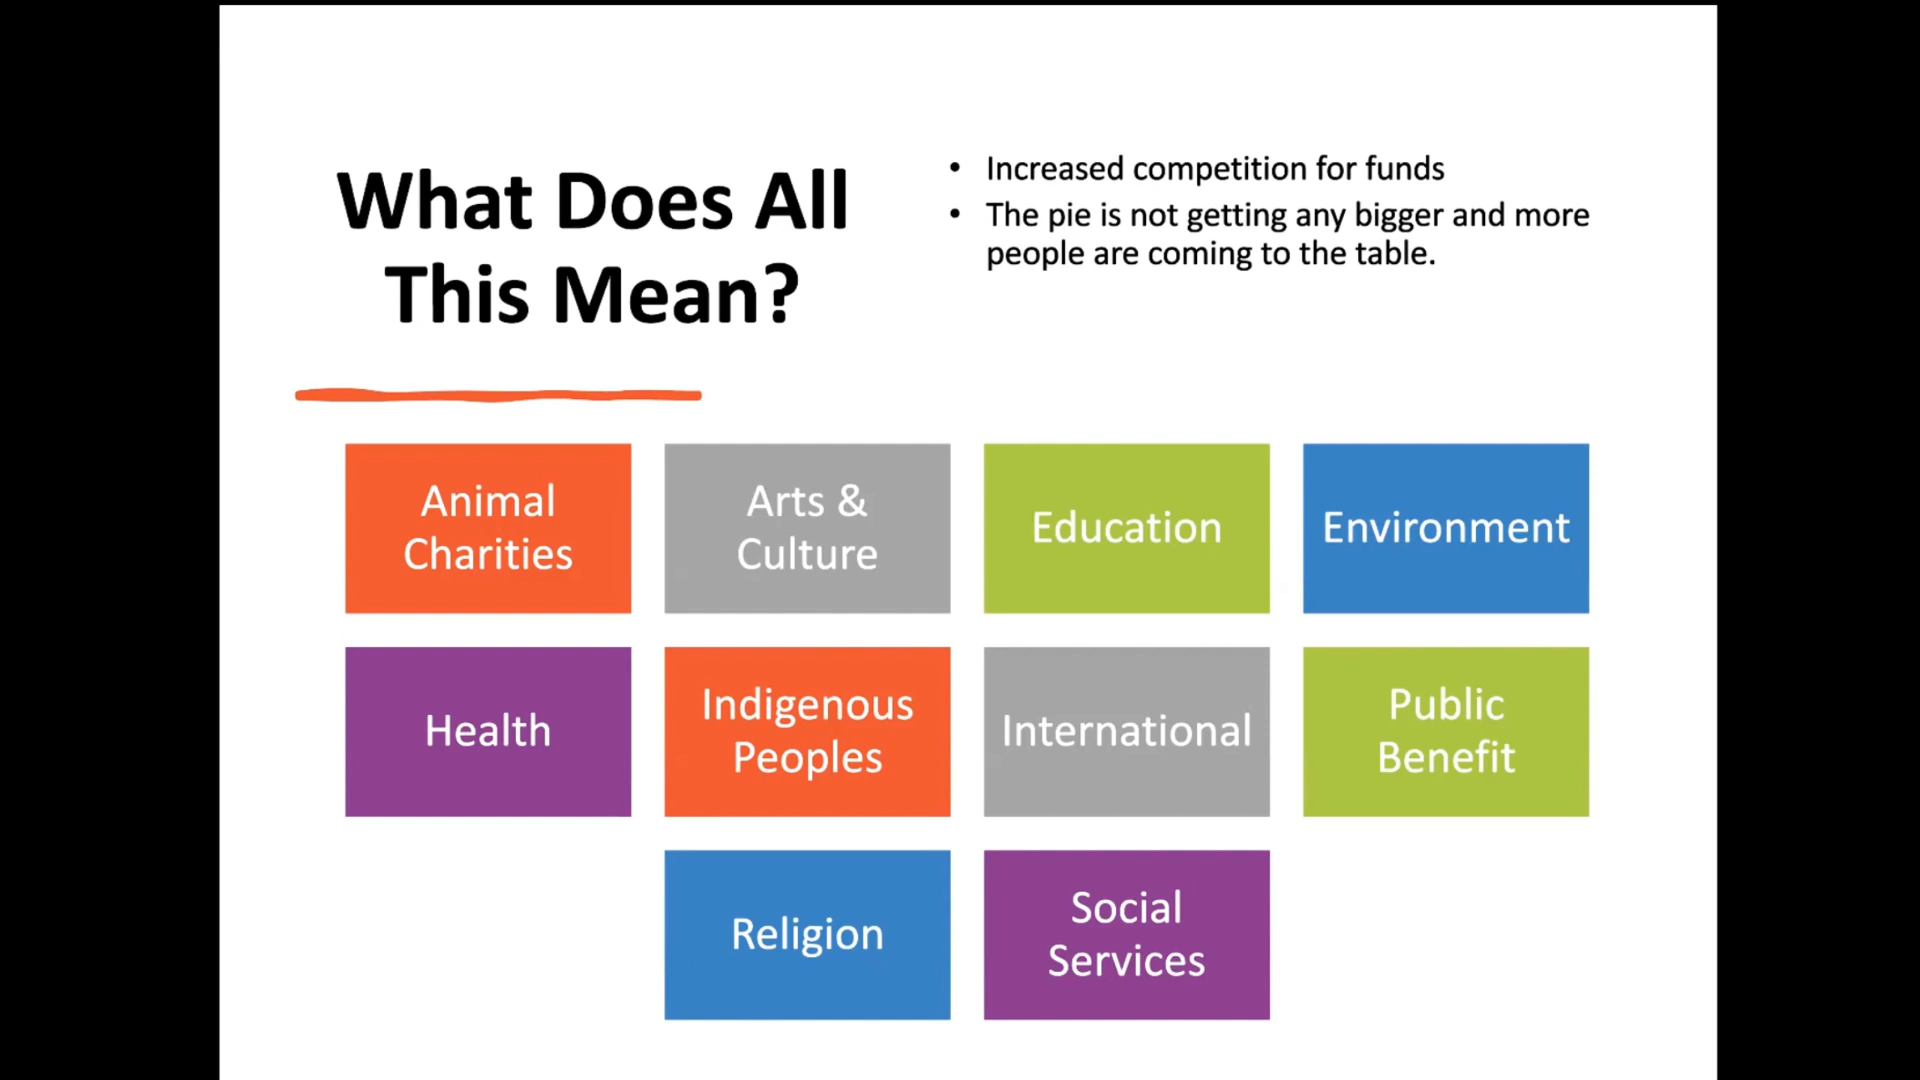 What Does All
This Mean?
• Increased competition for funds
• The pie is not getting any bigger and more
people are coming to the table.
Animal
Charities
Arts &
Culture
Education
Environment
Health
Indigenous
Peoples
International
Public
Benefit
Religion
Social
Services